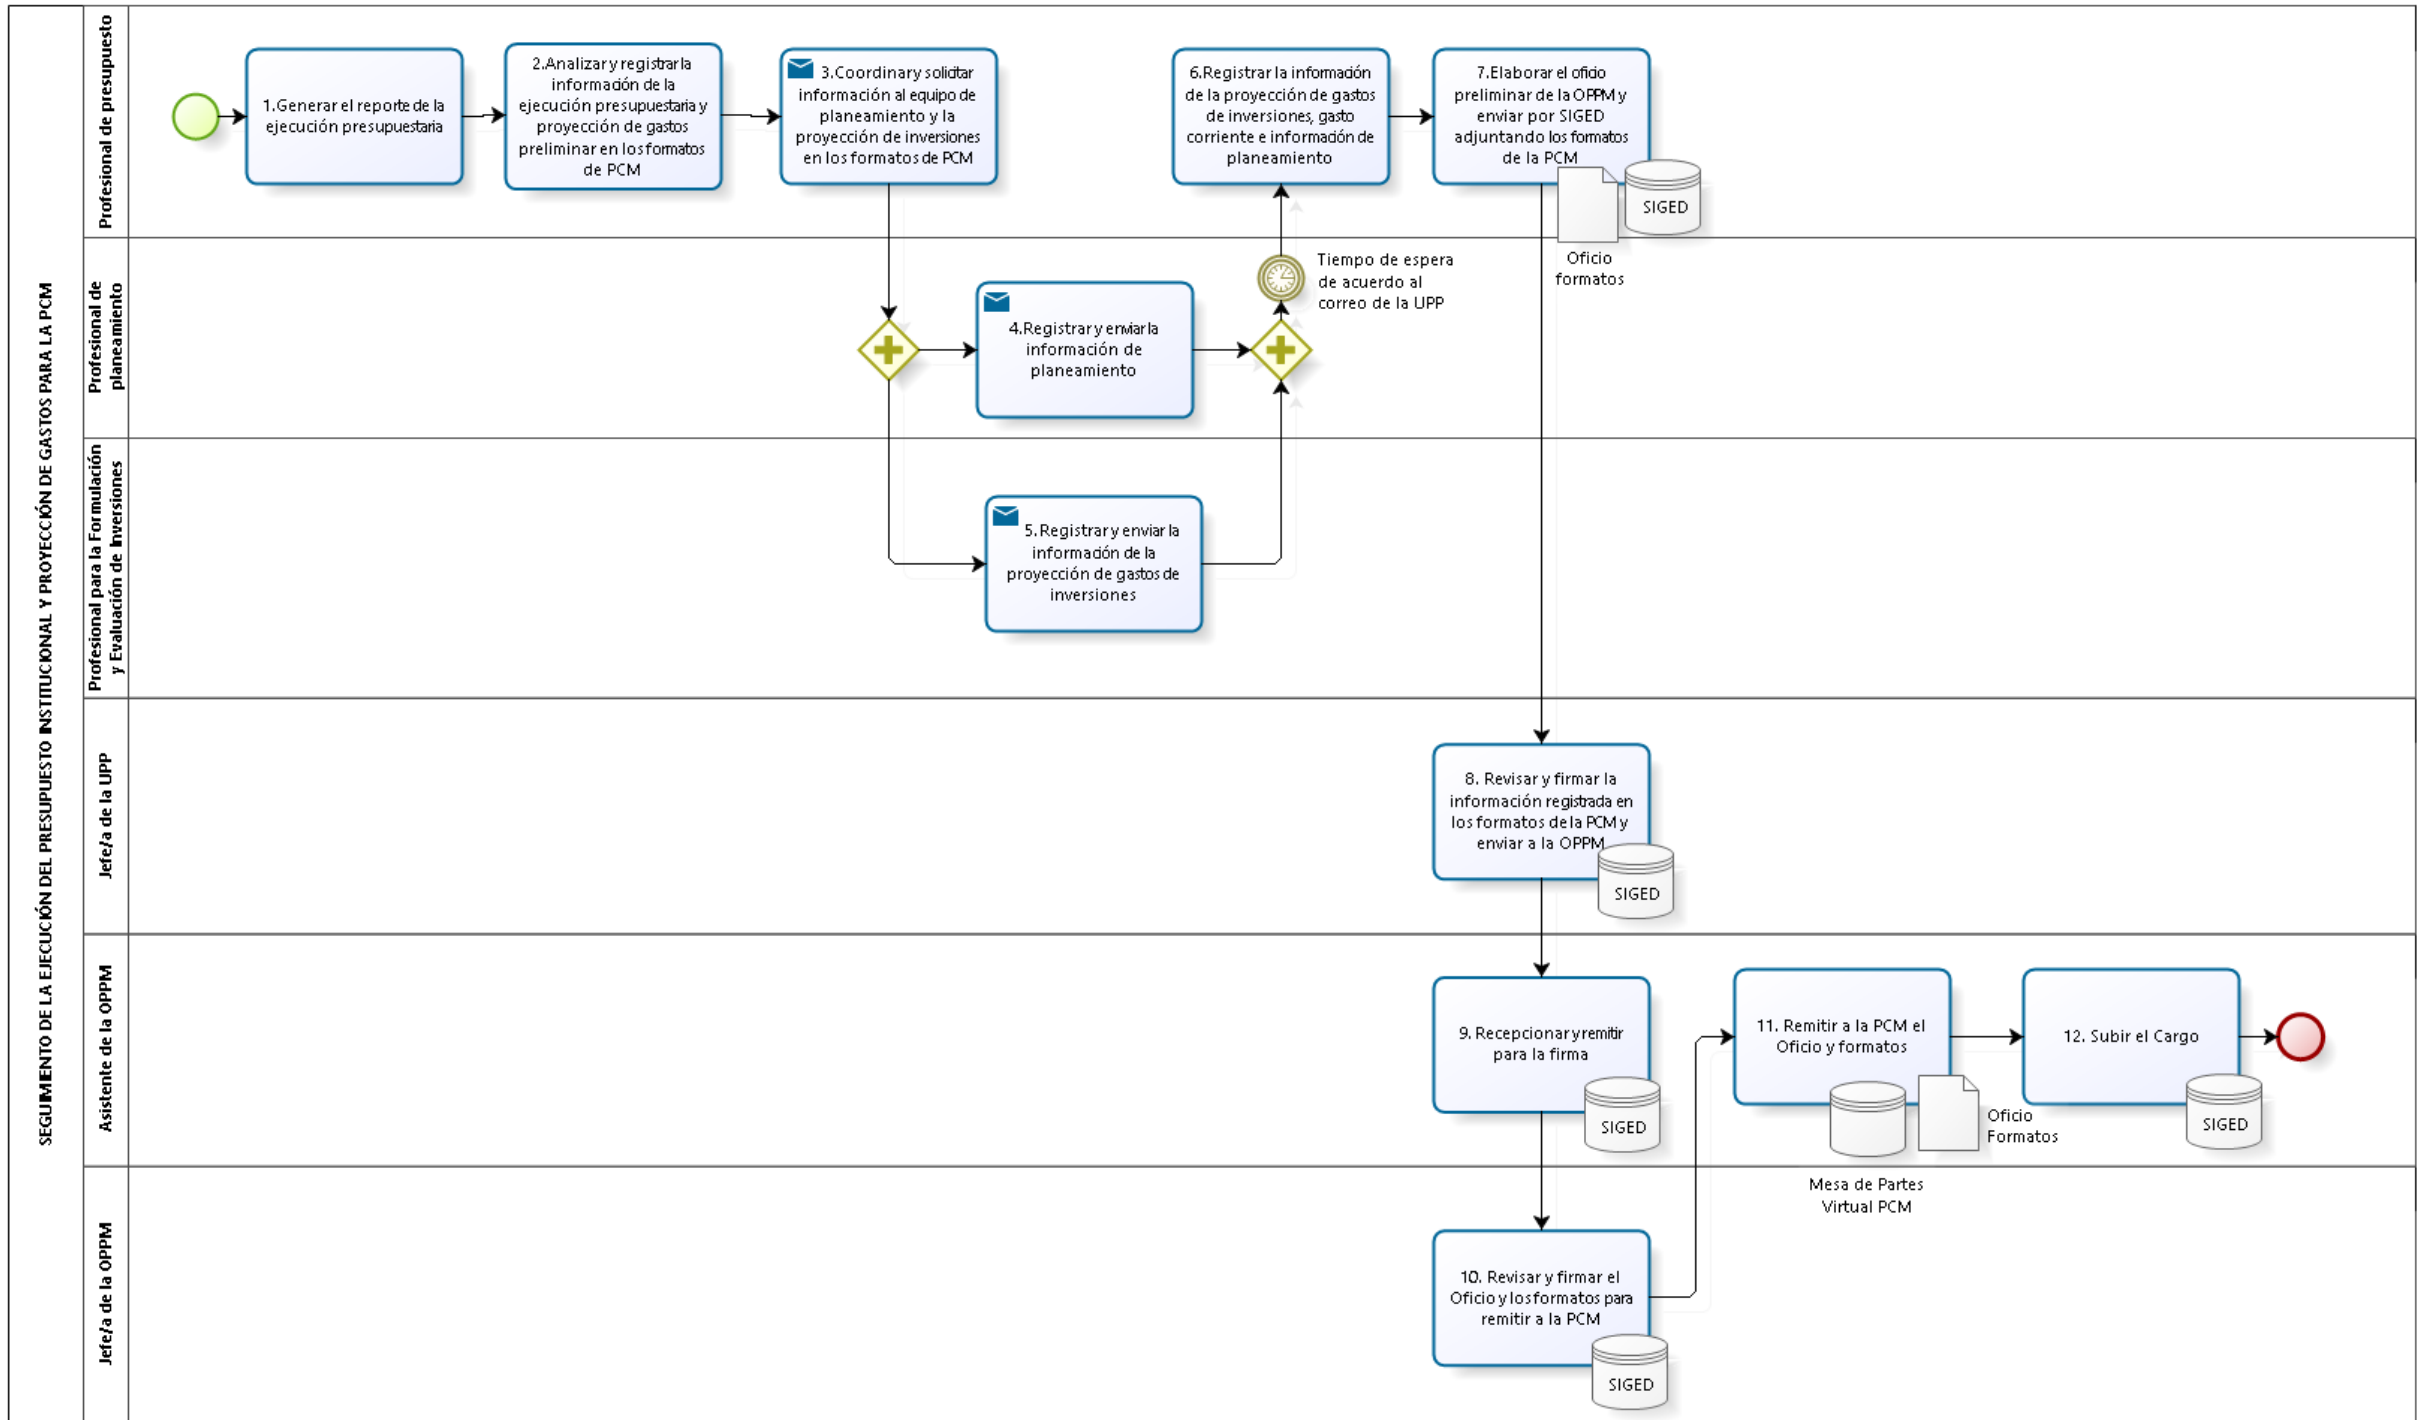 SEGUIMIENTO DE LA EJECUCIÓN DEL PRESUPUESTO INSTITUCIONAL Y PROYECCIÓN DE GASTOS PARA LA PCM
Profesional de presupuesto
1.Generar el reporte de la
ejecución presupuestaria
2.Analizar y registrar la
información de la
ejecución presupuestaria y
proyección de gastos
preliminar en los formatos
de PCM
3.Coordinar y solicitar
información al equipo de
planeamiento y la
proyección de inversiones
en los formatos de PCM
6.Registrar la información
de la proyección de gastos
de inversiones, gasto
corriente e información de
planeamiento
7.Elaborar el oficio
preliminar de la OPPM y
enviar por SIGED
adjuntando los formatos
de la PCM
SIGED
Oficio
formatos
Profesional de
planeamiento
Tiempo de espera
de acuerdo al
correo de la UPP
4.Registrar y enviar la
información de
planeamiento
Profesional para la Formulación
y Evaluación de Inversiones
5.Registrar y enviar la
información de la
proyección de gastos de
inversiones
Jefe/a de la UPP
8. Revisar y firmar la
información registrada en
los formatos de la PCM y
enviar a la OPPM
SIGED
Asistente de la OPPM
9. Recepcionar y remitir
para la firma
SIGED
11. Remitir a la PCM el
Oficio y formatos
Oficio
Formatos
Mesa de Partes
Virtual PCM
12. Subir el Cargo
SIGED
Jefe/a de la OPPM
10. Revisar y firmar el
Oficio y los formatos para
remitir a la PCM
SIGED